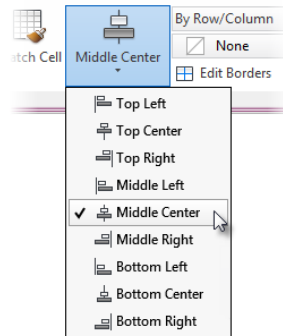 By Row/Column
None
tch Cell
Middle Center
Edit Borders
Top Left
Top Center
Top Right
Middle Left
Middle Center
Middle Right
Bottom Left
Bottom Center
Bottom Right